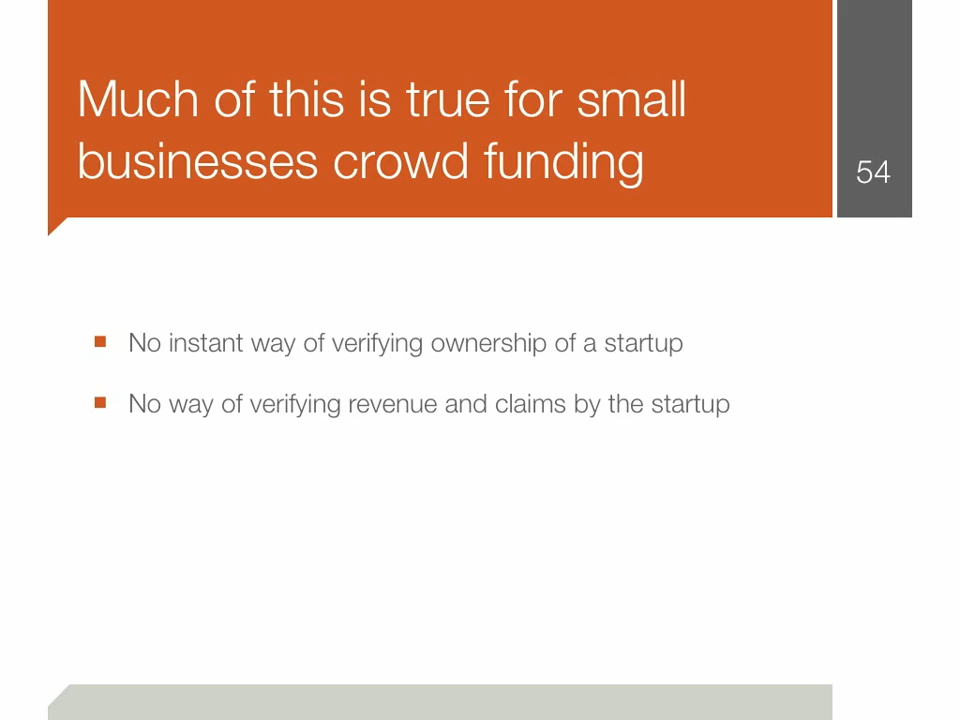 Much of this is true for small
businesses crowd funding
54
No instant way of verifying ownership of a startup
No way of verifying revenue and claims by the startup